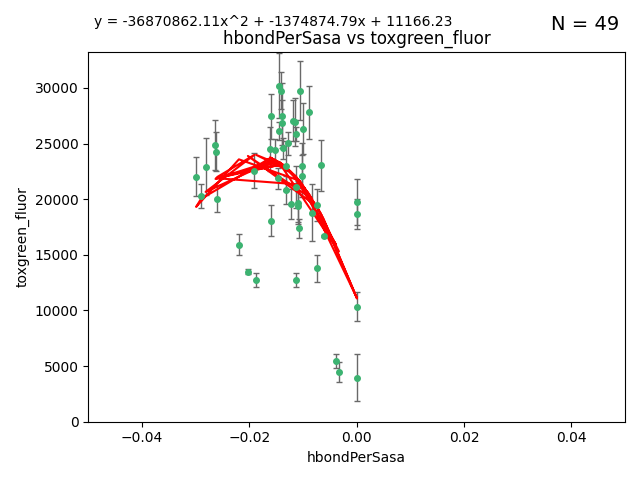 y = -36870862.11x^2 + -1374874.79x + 11166.23
N = 49
hbondPerSasa vs toxgreen_fluor
30000
25000
20000
15000
10000
5000
0
toxgreen_fluor
−0.04
−0.02
0.00
0.02
0.04
hbondPerSasa